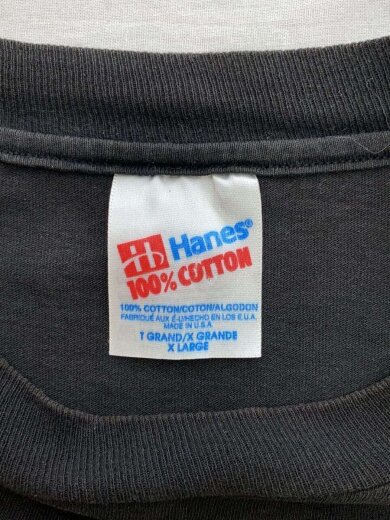 Hanes®
100% COTTON
100% COTTON/COTON/ALGODON
FABRIQUÉ AUX É-U/HECHO EN LOS E.U.A.
MADE IN U.S.A.
T GRAND/X GRANDE
X LARGE